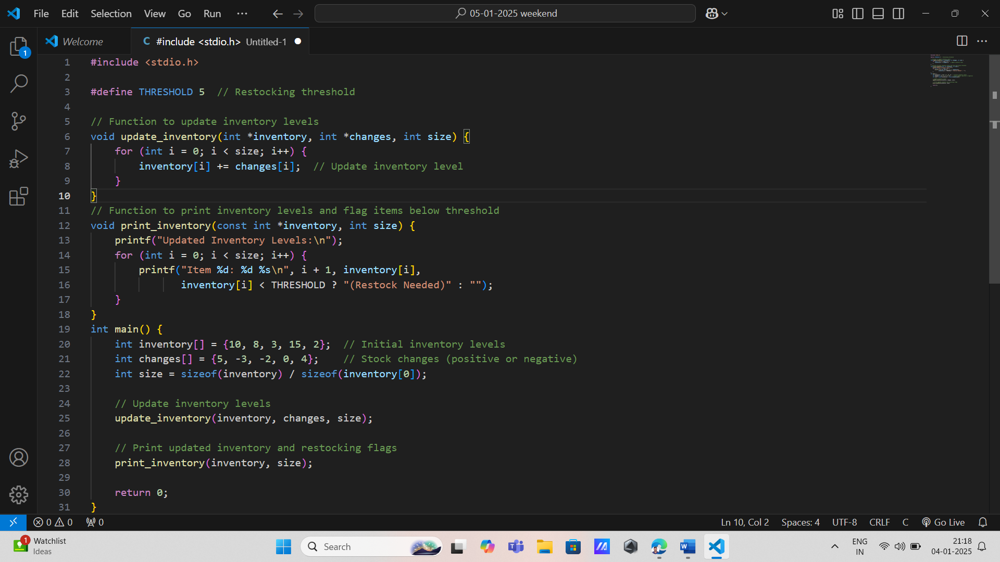 File Edit Selection View Go Run ··· 05-01-2025 weekend
Welcome C #include <stdio.h> Untitled-1
1 #include <stdio.h>
2
3 #define THRESHOLD 5  // Restocking threshold
4
5 // Function to update inventory levels
6 void update_inventory(int *inventory, int *changes, int size) {
7     for (int i = 0; i < size; i++) {
8         inventory[i] += changes[i];  // Update inventory level
9     }
10 }
11 // Function to print inventory levels and flag items below threshold
12 void print_inventory(const int *inventory, int size) {
13     printf("Updated Inventory Levels:\n");
14     for (int i = 0; i < size; i++) {
15         printf("Item %d: %d %s\n", i + 1, inventory[i],
16                inventory[i] < THRESHOLD ? "(Restock Needed)" : "");
17     }
18 }
19 int main() {
20     int inventory[] = {10, 8, 3, 15, 2};  // Initial inventory levels
21     int changes[] = {5, -3, -2, 0, 4};    // Stock changes (positive or negative)
22     int size = sizeof(inventory) / sizeof(inventory[0]);
23
24     // Update inventory levels
25     update_inventory(inventory, changes, size);
26
27     // Print updated inventory and restocking flags
28     print_inventory(inventory, size);
29
30     return 0;
31 }
1
0 0 0 Ln 10, Col 2 Spaces: 4 UTF-8 CRLF C Go Live
1 Watchlist
Ideas
Search
ENG
IN
21:18
04-01-2025